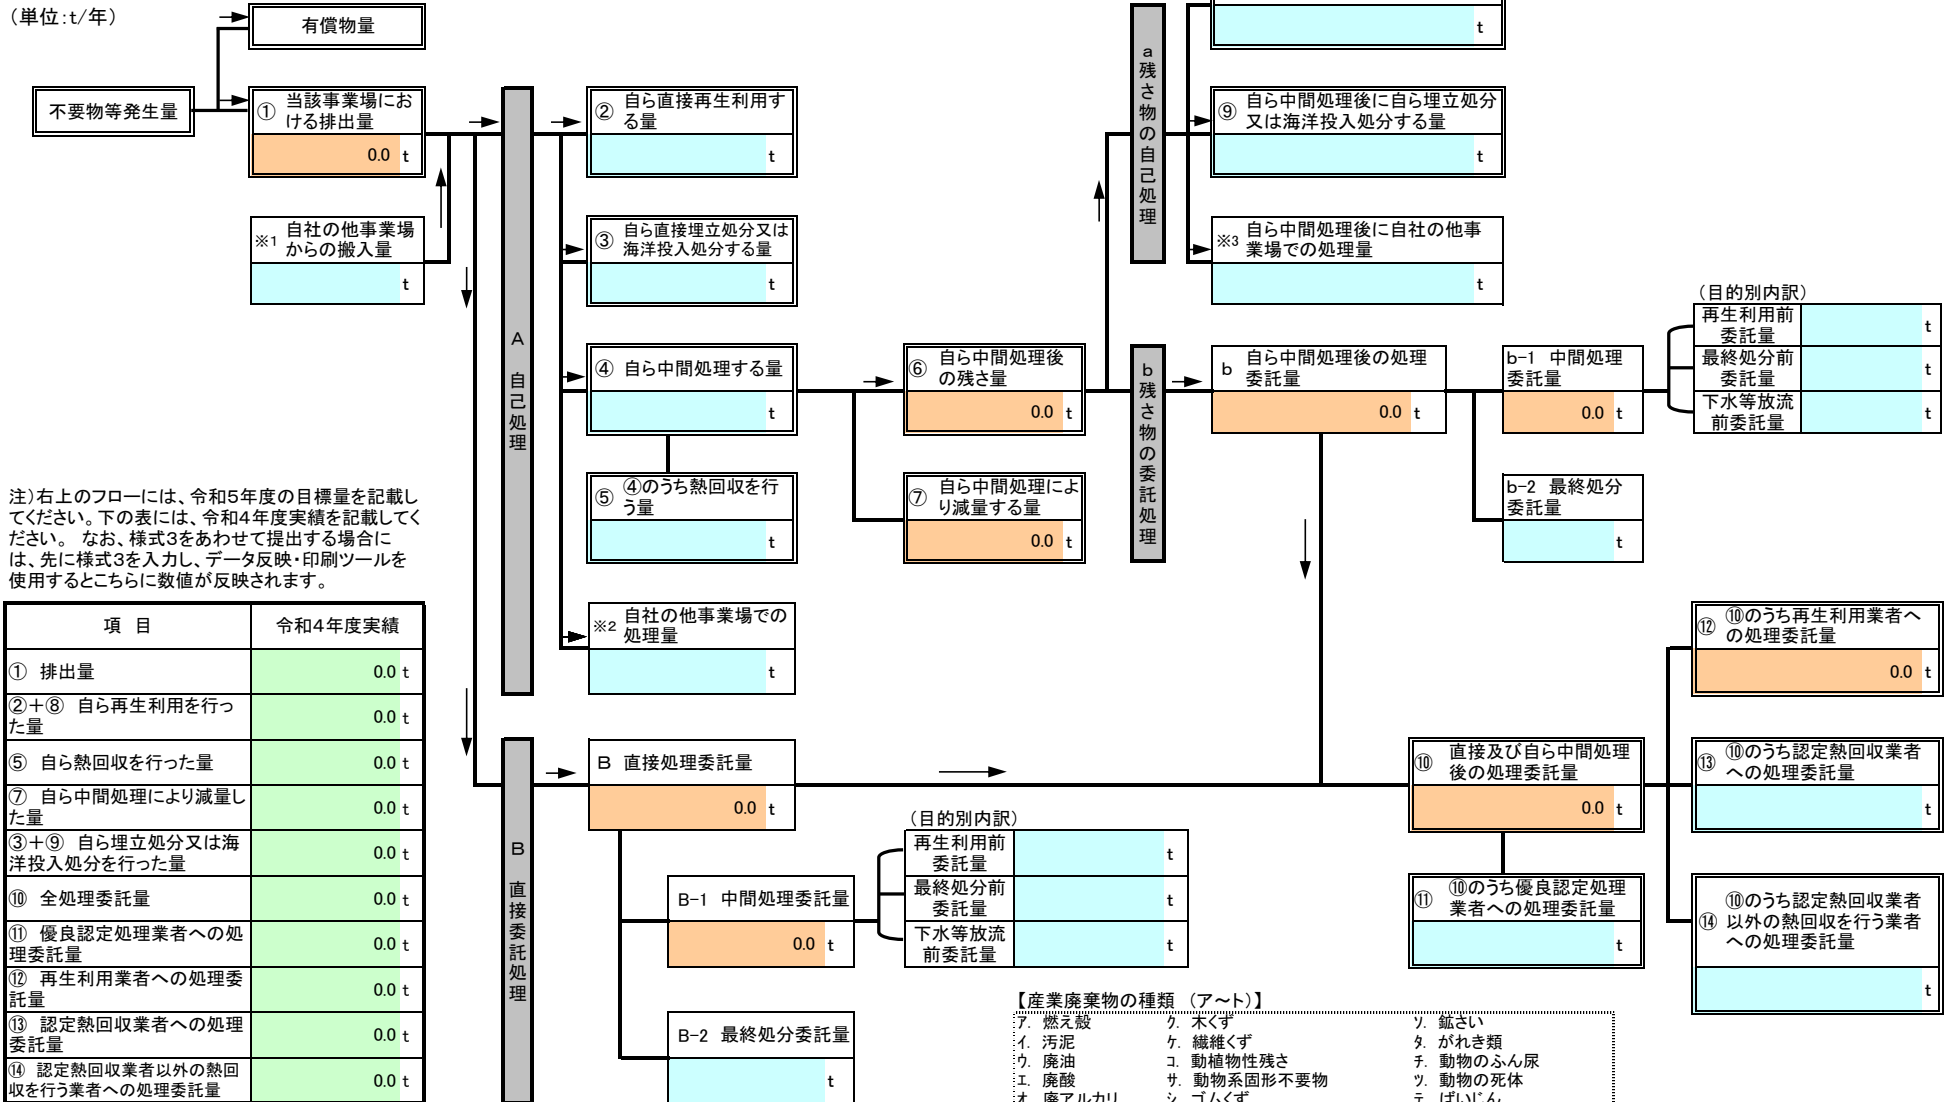 （単位：t/年）
有償物量
不要物等発生量
① 当該事業場にお
ける排出量
0.0 t
※1 自社の他事業場
からの搬入量
t
A 自己処理
② 自ら直接再生利用す
る量
t
③ 自ら直接埋立処分又は
海洋投入処分する量
t
④ 自ら中間処理する量
t
⑤ ④のうち熱回収を行
う量
t
※2 自社の他事業場での
処理量
t
⑥ 自ら中間処理後
の残さ量
0.0 t
⑦ 自ら中間処理によ
り減量する量
0.0 t
a 残さ物の自己処理
t
⑨ 自ら中間処理後に自ら埋立処分
又は海洋投入処分する量
t
※3 自ら中間処理後に自社の他事
業場での処理量
t
b 残さ物の委託処理
b 自ら中間処理後の処理
委託量
0.0 t
b-1 中間処理
委託量
0.0 t
（目的別内訳）
再生利用前
委託量
t
最終処分前
委託量
t
下水等放流
前委託量
t
b-2 最終処分
委託量
t
注）右上のフローには、令和５年度の目標量を記載し
てください。下の表には、令和４年度実績を記載してく
ださい。 なお、様式３をあわせて提出する場合に
は、先に様式３を入力し、データ反映・印刷ツールを
使用するとこちらに数値が反映されます。
項 目 令和４年度実績
① 排出量 0.0 t
②＋⑧ 自ら再生利用を行っ
た量 0.0 t
⑤ 自ら熱回収を行った量 0.0 t
⑦ 自ら中間処理により減量し
た量 0.0 t
③＋⑨ 自ら埋立処分又は海
洋投入処分を行った量 0.0 t
⑩ 全処理委託量 0.0 t
⑪ 優良認定処理業者への処
理委託量 0.0 t
⑫ 再生利用業者への処理委
託量 0.0 t
⑬ 認定熱回収業者への処理
委託量 0.0 t
⑭ 認定熱回収業者以外の熱回
収を行う業者への処理委託量 0.0 t
B 直接委託処理
B 直接処理委託量
0.0 t
B-1 中間処理委託量
0.0 t
（目的別内訳）
再生利用前
委託量
t
最終処分前
委託量
t
下水等放流
前委託量
t
B-2 最終処分委託量
t
⑩ 直接及び自ら中間処理
後の処理委託量
0.0 t
⑪ ⑩のうち優良認定処理
業者への処理委託量
t
⑫ ⑩のうち再生利用業者へ
の処理委託量
0.0 t
⑬ ⑩のうち認定熱回収業者
への処理委託量
t
⑭ ⑩のうち認定熱回収業者
以外の熱回収を行う業者
への処理委託量
t
【産業廃棄物の種類 （ア～ト）】
ｱ. 燃え殻 ｸ. 木くず ｿ. 鉱さい
ｲ. 汚泥 ｹ. 繊維くず ﾀ. がれき類
ｳ. 廃油 ｺ. 動植物性残さ ﾁ. 動物のふん尿
ｴ. 廃酸 ｻ. 動物系固形不要物 ﾂ. 動物の死体
ｵ. 廃アルカリ ｼ. ゴムくず ﾃ. ばいじん